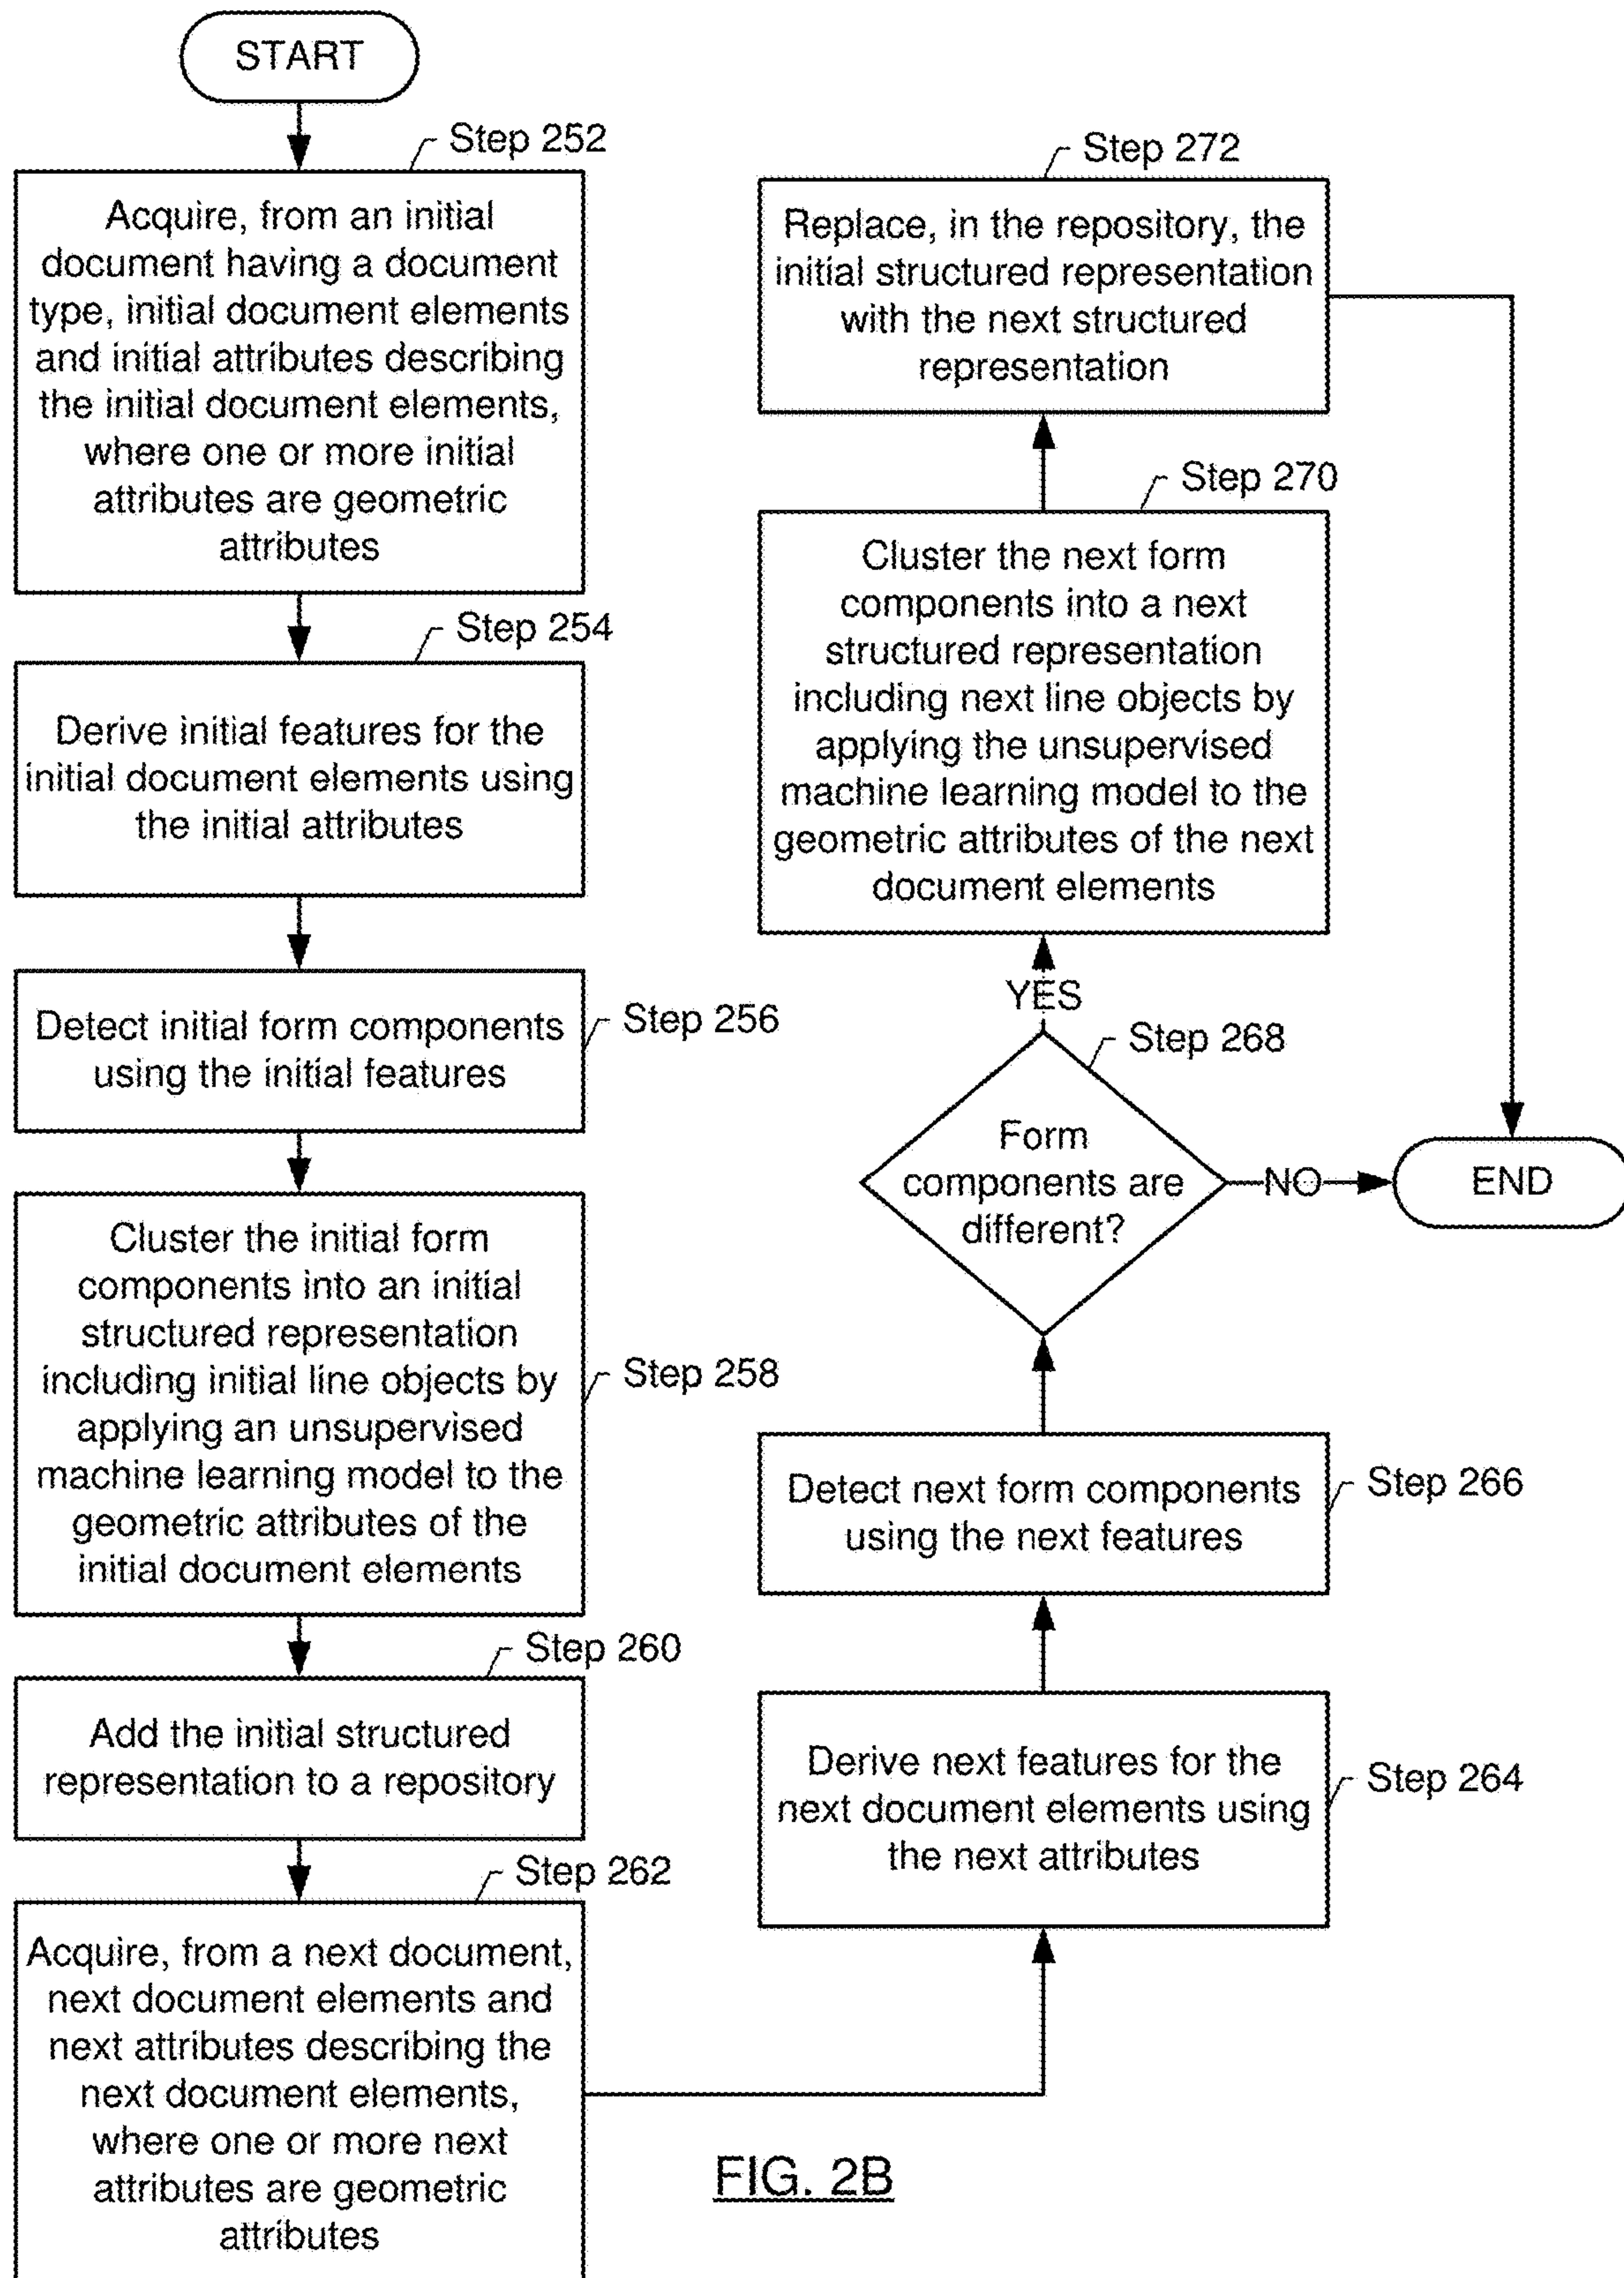 START
Step 252
Acquire, from an initial
document having a document
type, initial document elements
and initial attributes describing
the initial document elements,
where one or more initial
attributes are geometric
attributes
Step 254
Derive initial features for the
initial document elements using
the initial attributes
Step 256
Detect initial form components
using the initial features
Step 258
Cluster the initial form
components into an initial
structured representation
including initial line objects by
applying an unsupervised
machine learning model to the
geometric attributes of the
initial document elements
Step 260
Add the initial structured
representation to a repository
Step 262
Acquire, from a next document,
next document elements and
next attributes describing the
next document elements,
where one or more next
attributes are geometric
attributes
Step 264
Derive next features for the
next document elements using
the next attributes
Step 266
Detect next form components
using the next features
Step 268
Form
components are
different?
YES
NO
Step 270
Cluster the next form
components into a next
structured representation
including next line objects by
applying the unsupervised
machine learning model to the
geometric attributes of the next
document elements
Step 272
Replace, in the repository, the
initial structured representation
with the next structured
representation
END
FIG. 2B